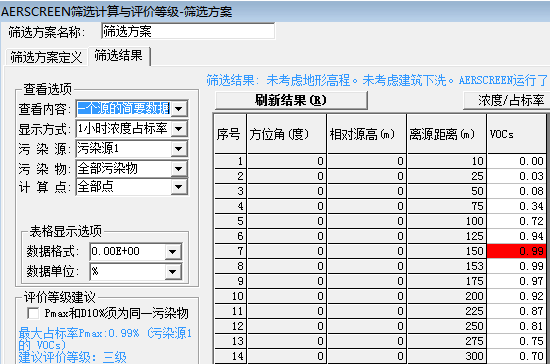 AERSCREEN筛选计算与评价等级-筛选方案
筛选方案名称: 筛选方案
筛选方案定义 筛选结果
筛选结果: 未考虑地形高程。未考虑建筑下洗。AERSCREEN运行了
刷新结果(R) 浓度/占标率
查看选项
查看内容: 一个源的简要数据
显示方式: 1小时浓度占标率
污 染 源: 污染源1
污 染 物: 全部污染物
计 算 点: 全部点
表格显示选项
数据格式: 0.00E+00
数据单位: %
评价等级建议
Pmax和D10%须为同一污染物
最大占标率Pmax:0.99% (污染源1
的 VOCs)
建议评价等级: 三级
序号 方位角(度) 相对源高(m) 离源距离(m) VOCs
1 0 0 10 0.00
2 0 0 25 0.03
3 0 0 50 0.08
4 0 0 75 0.34
5 0 0 100 0.72
6 0 0 125 0.94
7 0 0 150 0.99
8 0 0 153 0.99
9 0 0 175 0.97
10 0 0 200 0.92
11 0 0 225 0.87
12 0 0 250 0.81
13 0 0 275 0.75
14 0 0 300 0.70